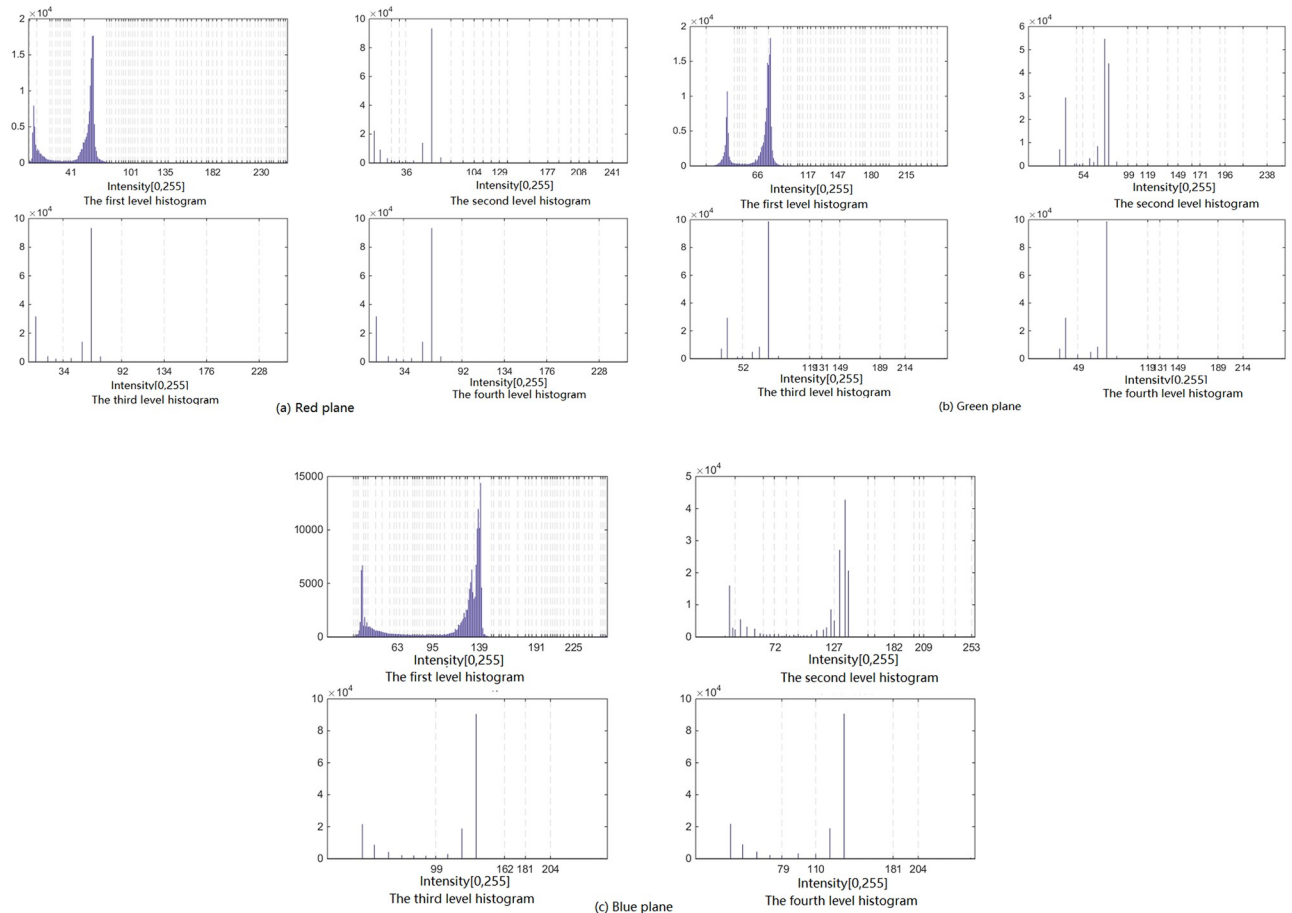 (a)
×10⁴
2
1.5
1
0.5
0
41 101 135 182 230
Intensity[0,255]
The first level histogram
×10⁴
10
8
6
4
2
0
36 104 129 177 208 241
Intensity[0,255]
The second level histogram
×10⁴
10
8
6
4
2
0
34 92 134 176 228
Intensity[0,255]
The third level histogram
×10⁴
10
8
6
4
2
0
34 92 134 176 228
Intensity[0,255]
The fourth level histogram
(a) Red plane
(b)
×10⁴
2
1.5
1
0.5
0
66 117 147 180 215
Intensity[0,255]
The first level histogram
×10⁴
6
5
4
3
2
1
0
54 99 119 149 171 196 238
Intensity[0,255]
The second level histogram
×10⁴
10
8
6
4
2
0
52 119 131 149 189 214
Intensity[0,255]
The third level histogram
×10⁴
10
8
6
4
2
0
49 119 131 149 189 214
Intensity[0,255]
The fourth level histogram
(b) Green plane
15000
10000
5000
0
63 95 139 191 225
Intensity[0,255]
The first level histogram
×10⁴
5
4
3
2
1
0
72 127 182 209 253
Intensity[0,255]
The second level histogram
×10⁴
10
8
6
4
2
0
99 162 181 204
Intensity[0,255]
The third level histogram
×10⁴
10
8
6
4
2
0
79 110 181 204
Intensity[0,255]
The fourth level histogram
(c) Blue plane